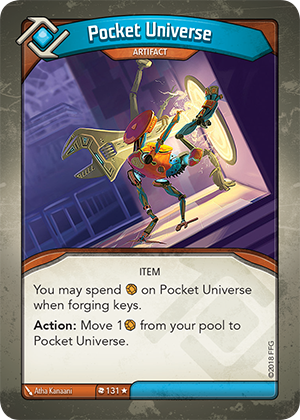 Pocket Universe
ARTIFACT
ITEM
You may spend on Pocket Universe
when forging keys.
Action: Move 1 from your pool to
Pocket Universe.
Atha Kanaani
131 ★
©2018 FFG